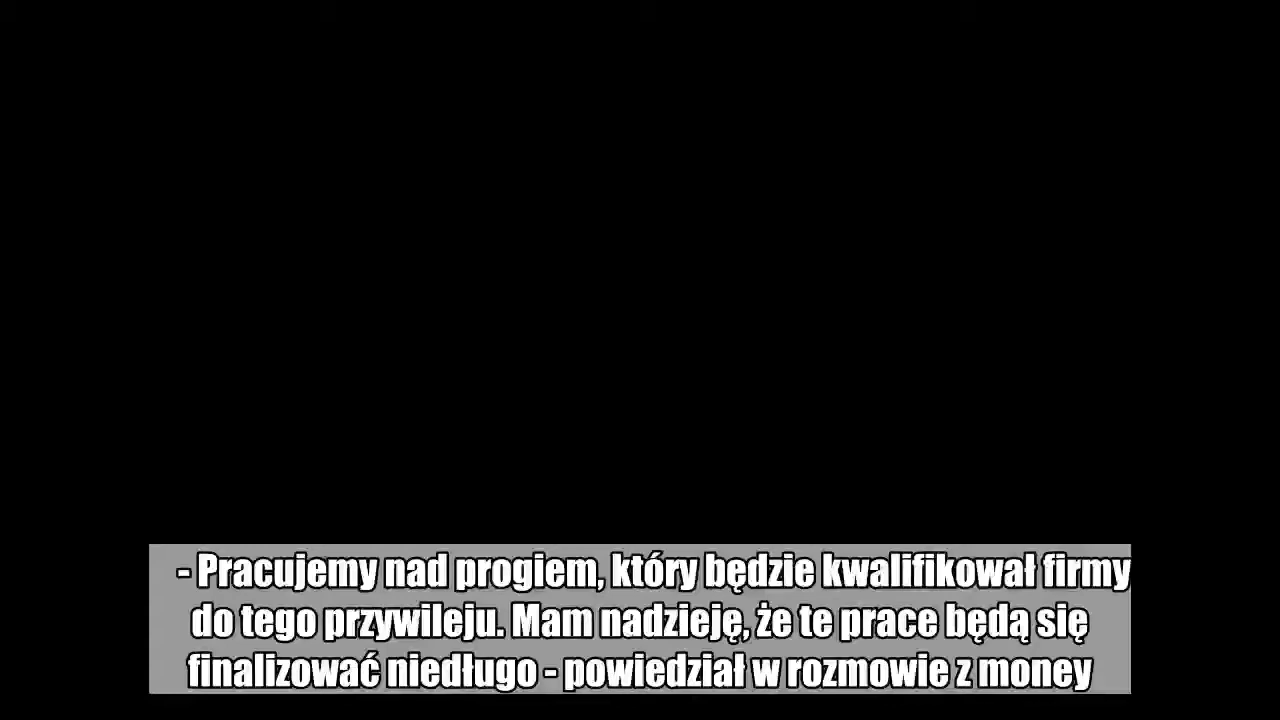 - Pracujemy nad progiem, który będzie kwalifikował firmy
do tego przywileju. Mam nadzieję, że te prace będą się
finalizować niedługo - powiedział w rozmowie z money